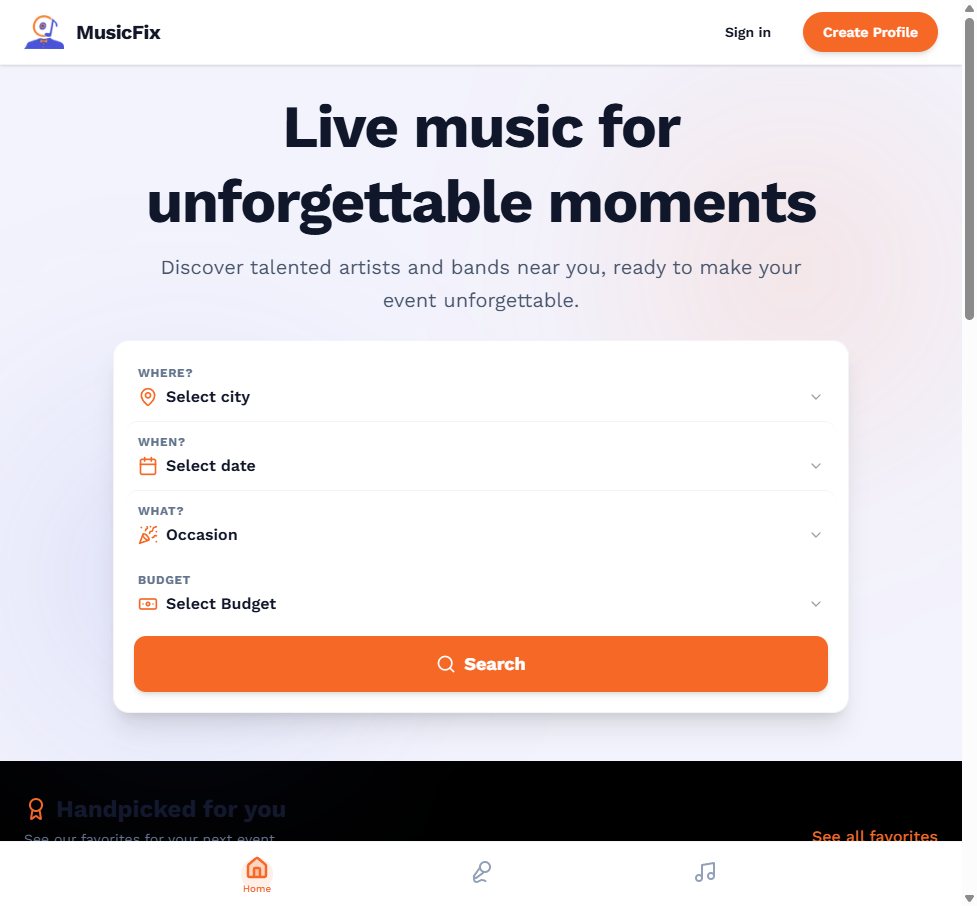 MusicFix
Sign in
Create Profile
Live music for
unforgettable moments
Discover talented artists and bands near you, ready to make your
event unforgettable.
WHERE?
Select city
WHEN?
Select date
WHAT?
Occasion
BUDGET
Select Budget
Search
Handpicked for you
See our favorites for your next event
See all favorites
Home